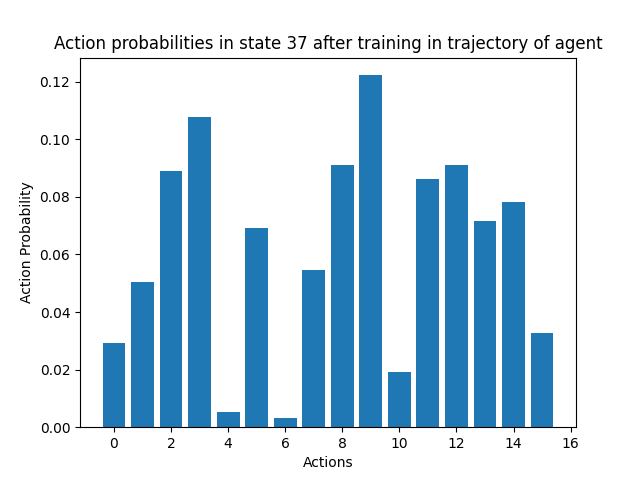 Action probabilities in state 37 after training in trajectory of agent
0.12
0.10
0.08
0.06
0.04
0.02
0.00
Action Probability
0 2 4 6 8 10 12 14 16
Actions